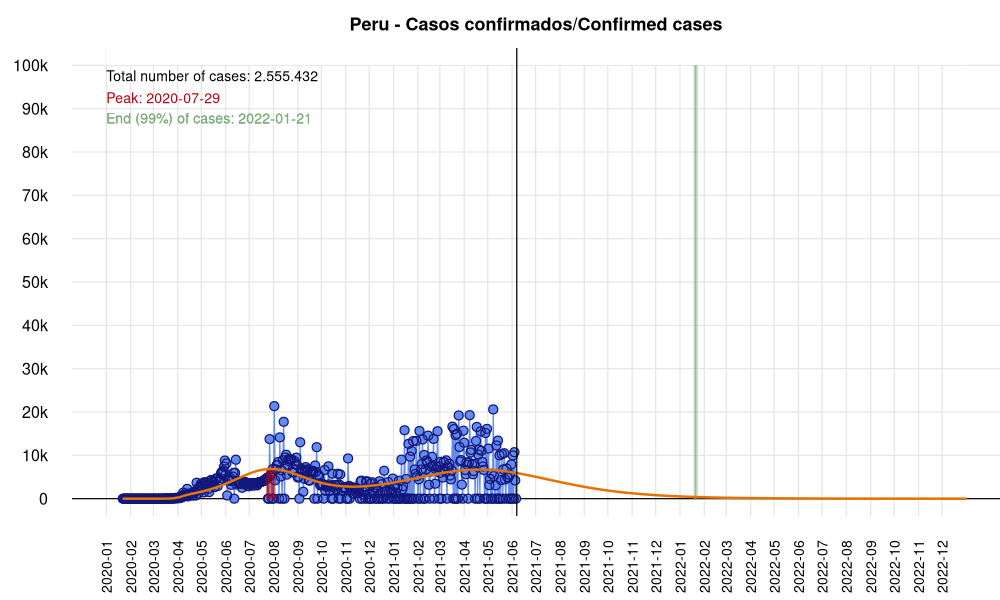 Peru - Casos confirmados/Confirmed cases
100k
90k
80k
70k
60k
50k
40k
30k
20k
10k
0
Total number of cases: 2.555.432
Peak: 2020-07-29
End (99%) of cases: 2022-01-21
2020-01
2020-02
2020-03
2020-04
2020-05
2020-06
2020-07
2020-08
2020-09
2020-10
2020-11
2020-12
2021-01
2021-02
2021-03
2021-04
2021-05
2021-06
2021-07
2021-08
2021-09
2021-10
2021-11
2021-12
2022-01
2022-02
2022-03
2022-04
2022-05
2022-06
2022-07
2022-08
2022-09
2022-10
2022-11
2022-12